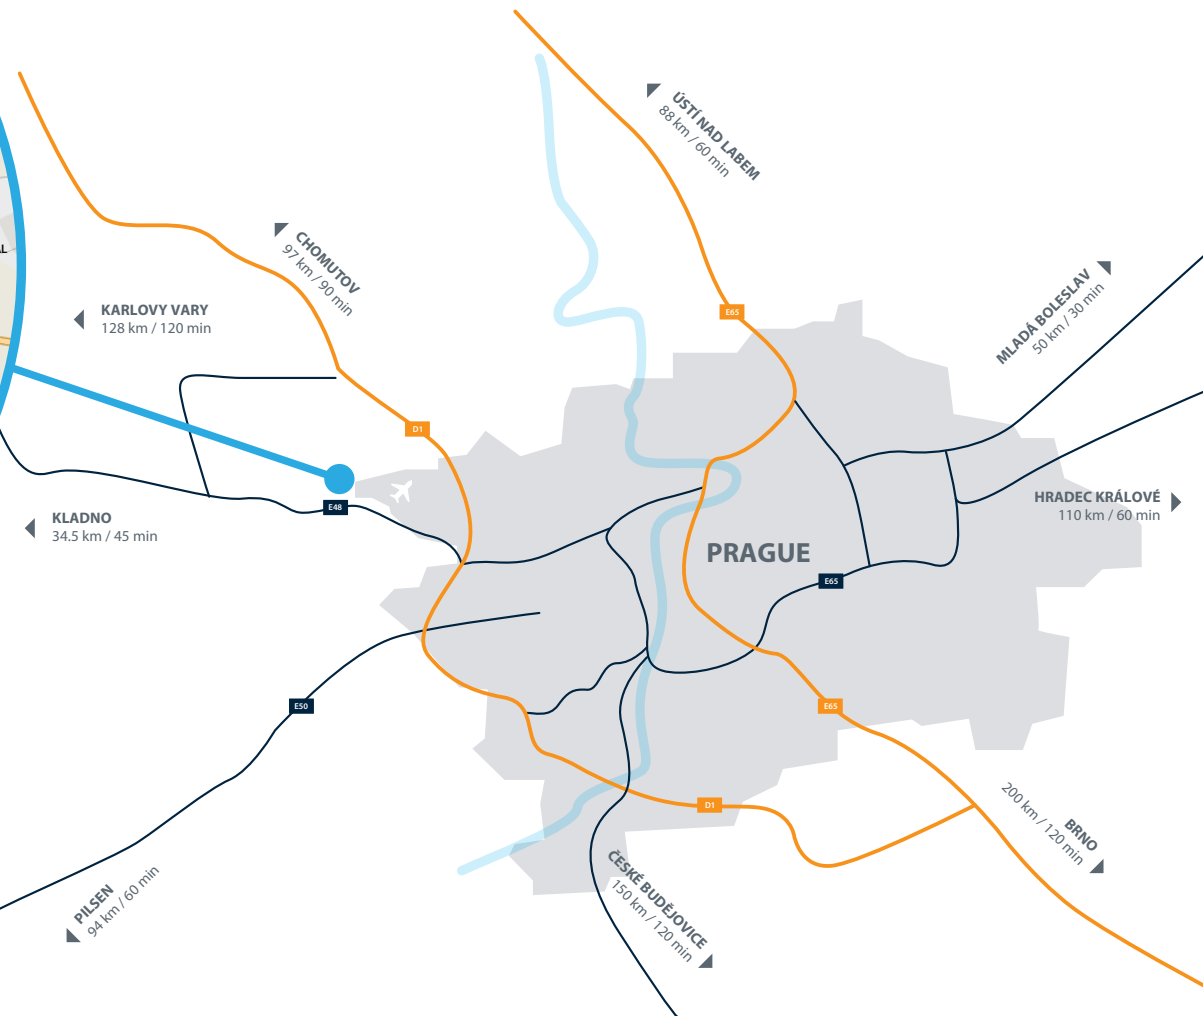 ÚSTÍ NAD LABEM
88 km / 60 min
CHOMUTOV
97 km / 90 min
KARLOVY VARY
128 km / 120 min
E65
MLADÁ BOLESLAV
50 km / 30 min
D1
HRADEC KRÁLOVÉ
110 km / 60 min
E48
KLADNO
34.5 km / 45 min
PRAGUE
E65
E50
E65
D1
200 km / 120 min
BRNO
ČESKÉ BUDĚJOVICE
150 km / 120 min
PILSEN
94 km / 60 min